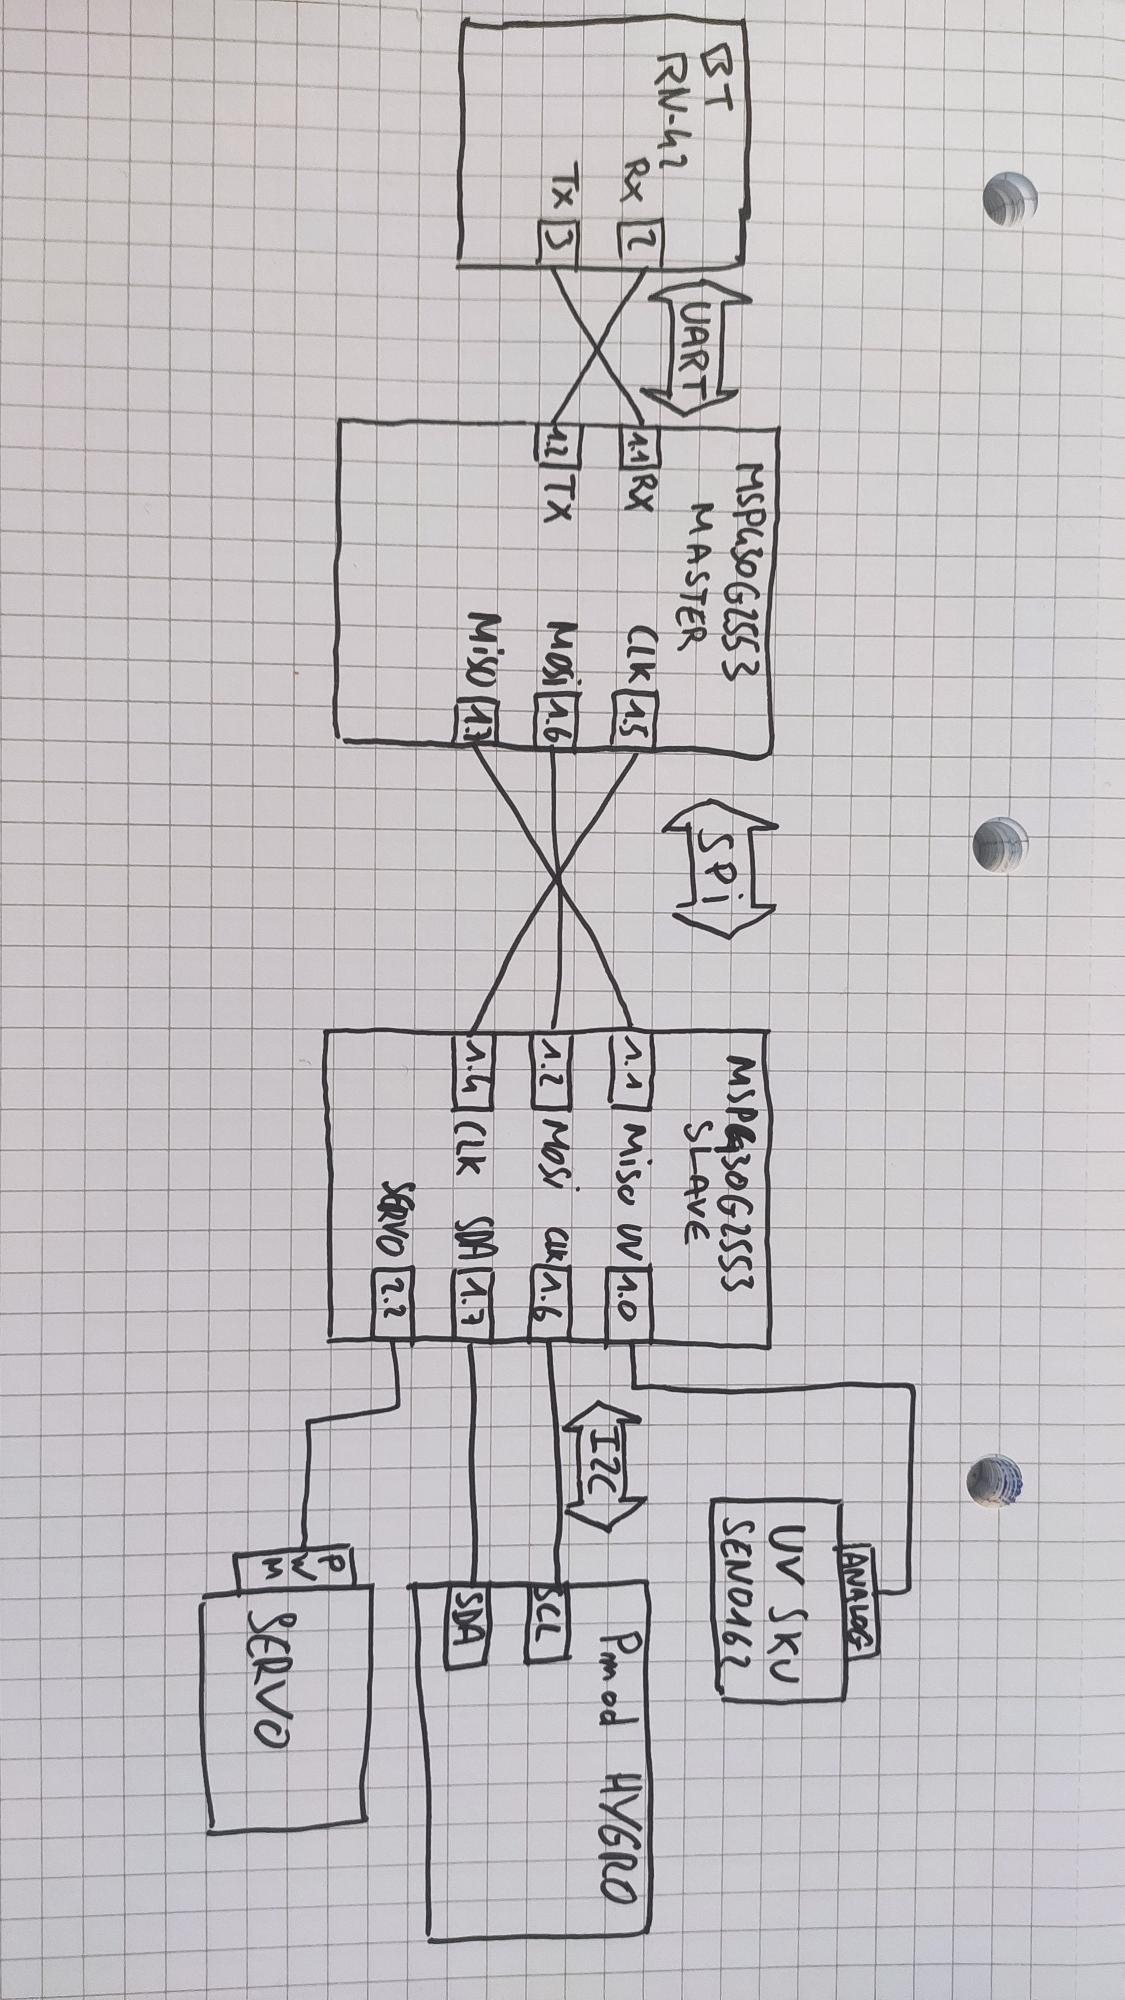 BT
RN-42
RX 2
TX 3
UART
MSP430G2553
MASTER
1.1 RX
1.2 TX
CLK 1.5
MOSi 1.6
MiSO 1.7
SPi
MSP430G2553
SLAVE
1.1 MiSO
1.2 MOSi
1.4 CLK
UV 1.0
CLK 1.6
SDA 1.7
SERVO 2.2
I2C
ANALOG
UV SKU
SEN0162
Pmod HYGRO
SCL
SDA
PWM
SERVO